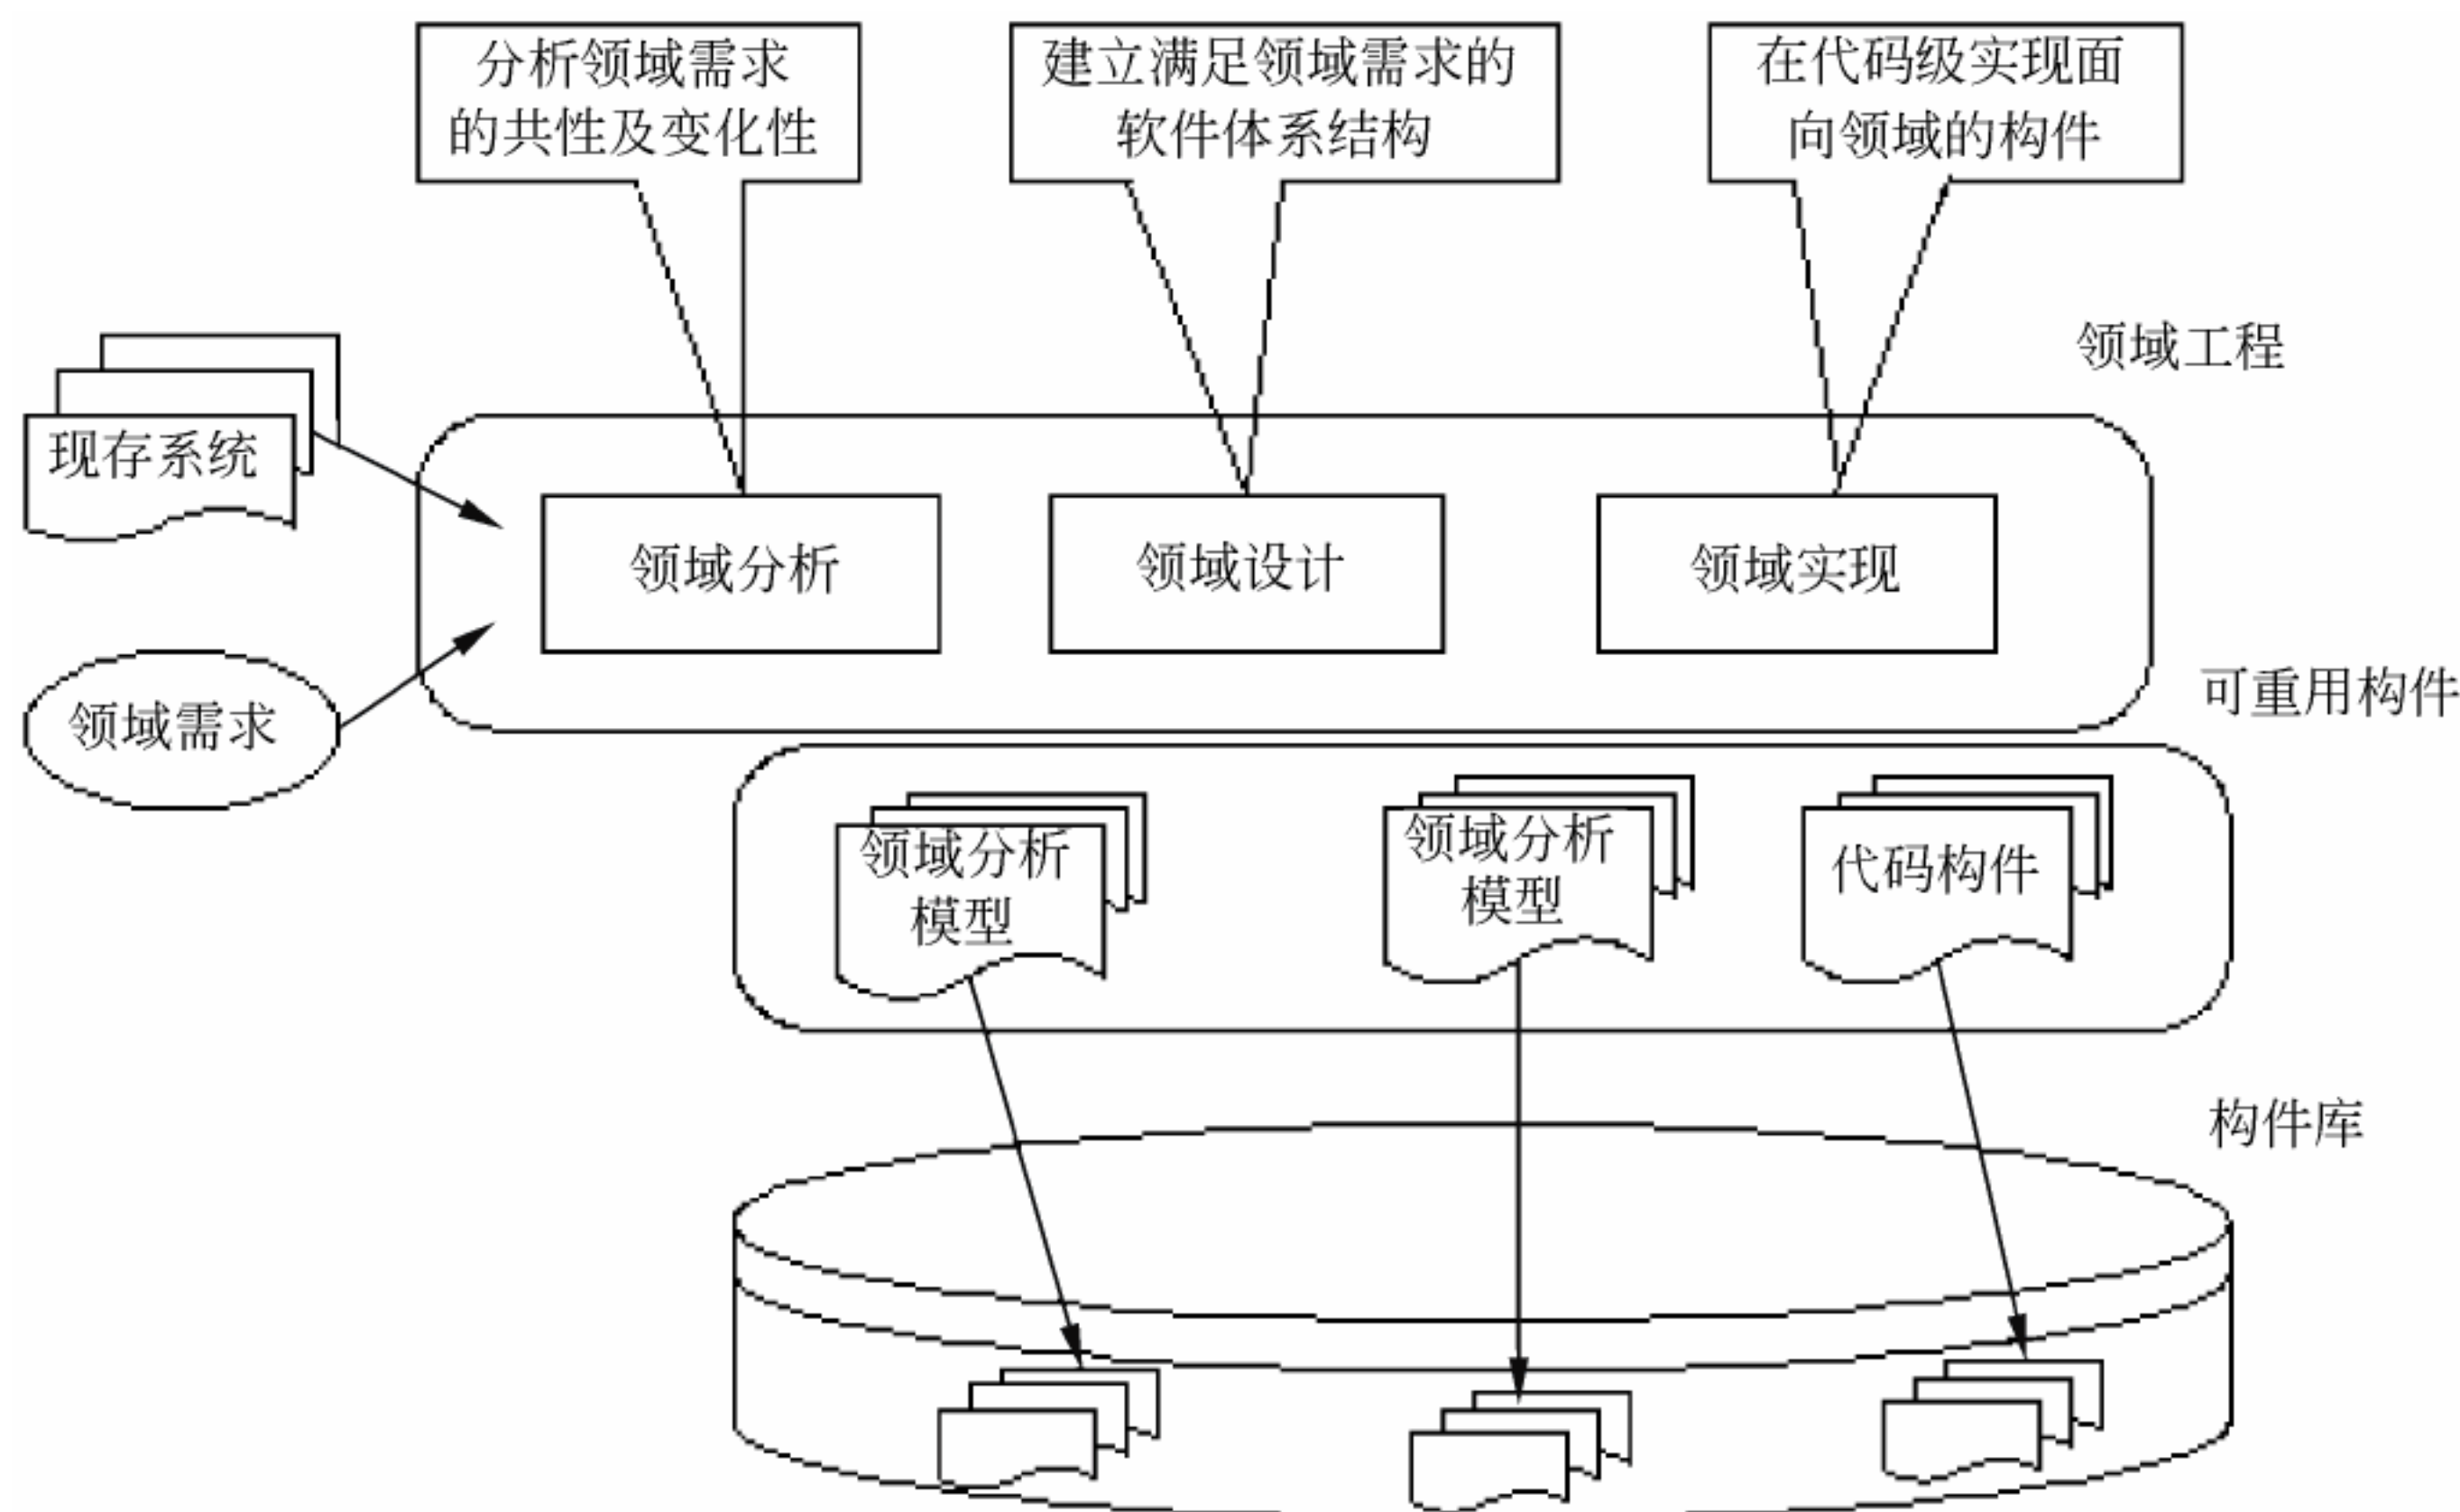 分析领域需求
的共性及变化性
建立满足领域需求的
软件体系结构
在代码级实现面
向领域的构件
领域工程
现存系统
领域分析
领域设计
领域实现
领域需求
可重用构件
领域分析
模型
领域分析
模型
代码构件
构件库